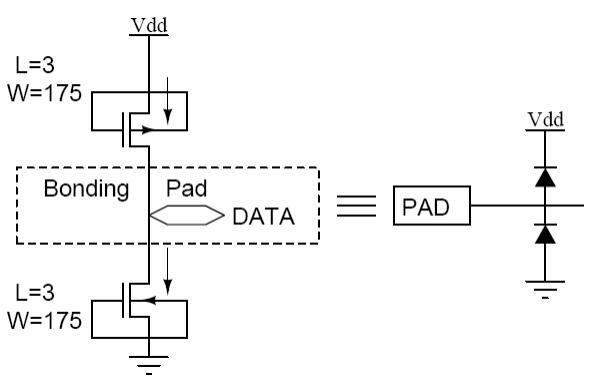 Vdd
L=3
W=175
Bonding Pad
DATA
PAD
Vdd
L=3
W=175